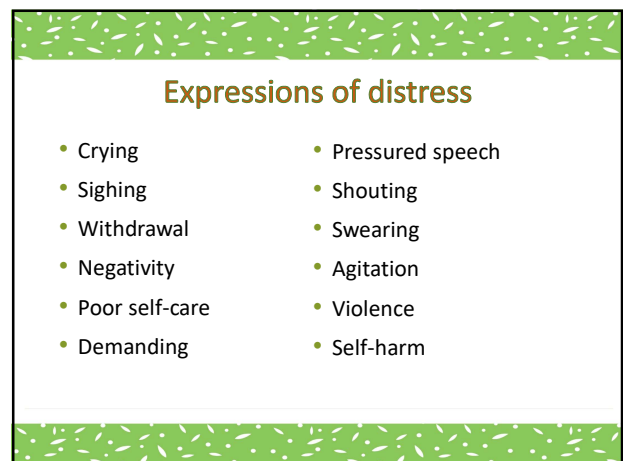 Expressions of distress
• Crying
• Sighing
• Withdrawal
• Negativity
• Poor self-care
• Demanding
• Pressured speech
• Shouting
• Swearing
• Agitation
• Violence
• Self-harm